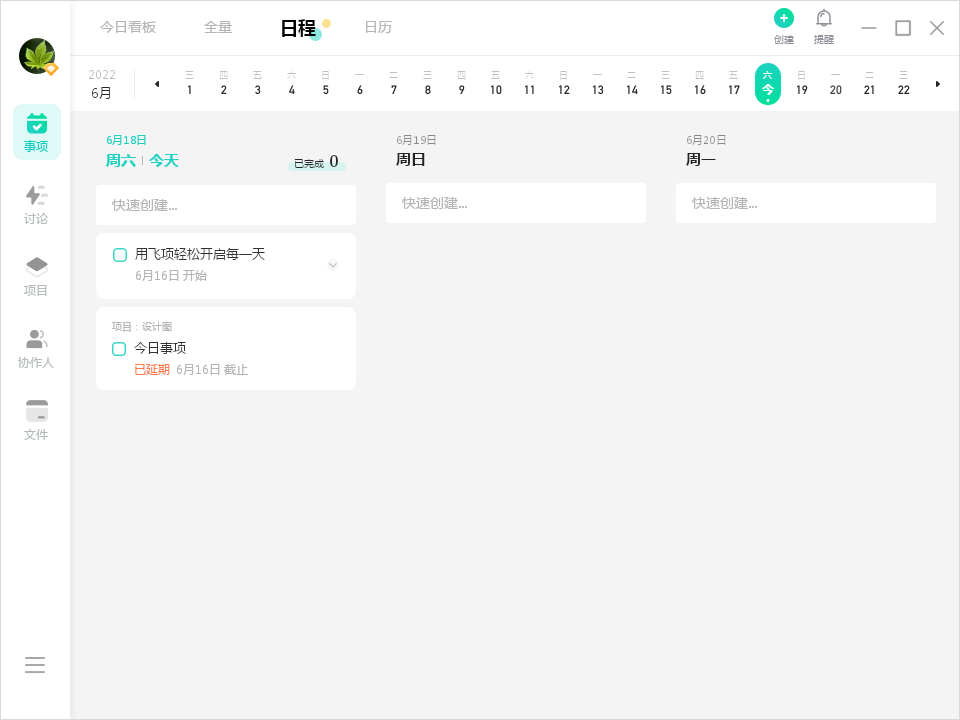 今日看板 全量 日程 日历
创建 提醒
2022
6月
三 四 五 六 日 一 二 三 四 五 六 日 一 二 三 四 五 六 日 一 二 三
1 2 3 4 5 6 7 8 9 10 11 12 13 14 15 16 17 今 19 20 21 22
事项
讨论
项目
协作人
文件
6月18日
周六 | 今天
已完成 0
快速创建...
用飞项轻松开启每一天
6月16日 开始
项目 : 设计图
今日事项
已延期 6月16日 截止
6月19日
周日
快速创建...
6月20日
周一
快速创建...